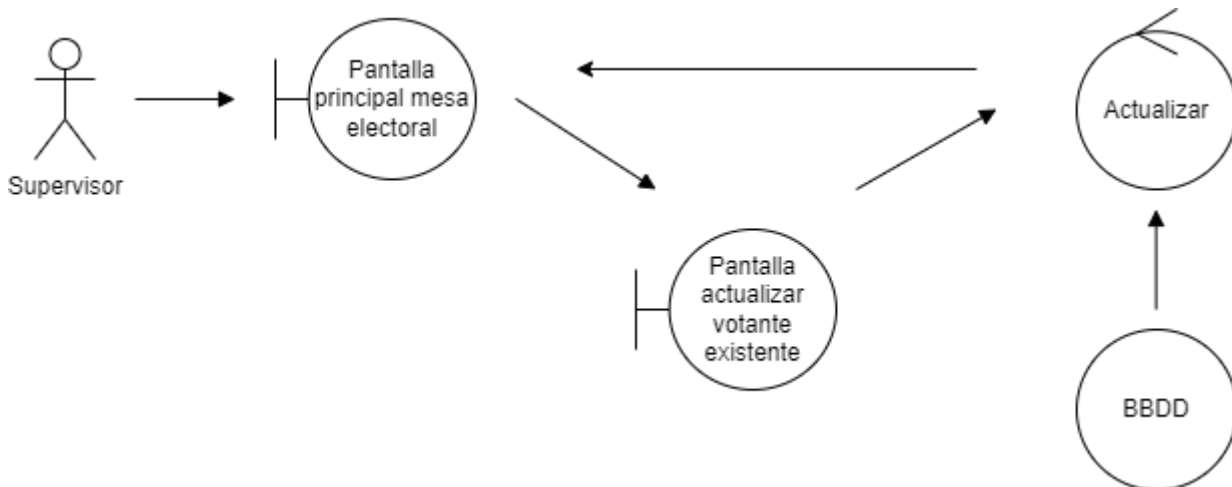 Pantalla
principal mesa
electoral
Actualizar
Supervisor
Pantalla
actualizar
votante
existente
BBDD